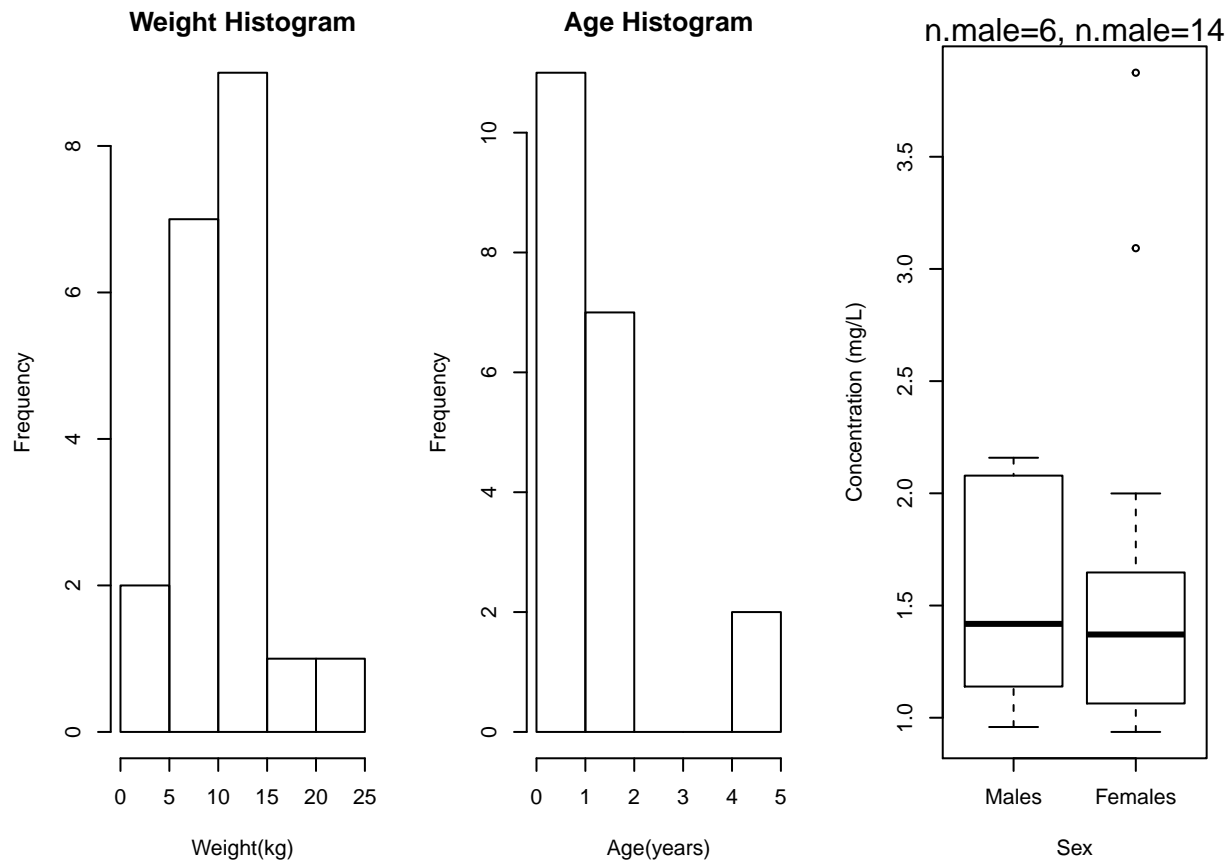 Weight Histogram
Frequency
8
6
4
2
0
0 5 10 15 20 25
Weight(kg)
Age Histogram
Frequency
10
8
6
4
2
0
0 1 2 3 4 5
Age(years)
n.male=6, n.male=14
Concentration (mg/L)
3.5
3.0
2.5
2.0
1.5
1.0
Males Females
Sex